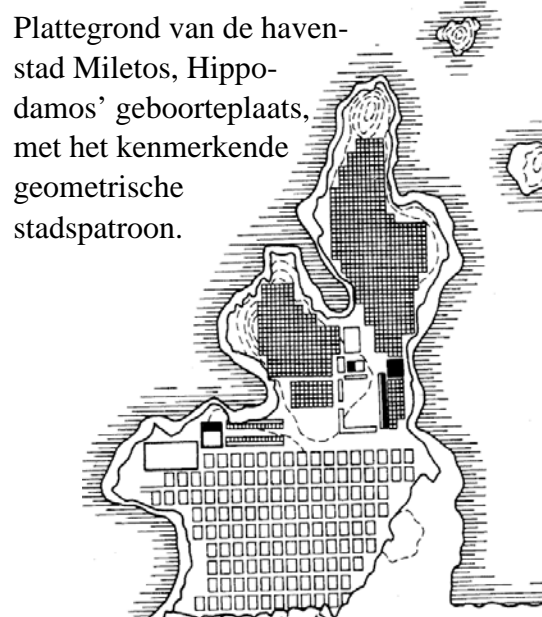 Plattegrond van de haven-
stad Miletos, Hippo-
damos’ geboorteplaats,
met het kenmerkende
geometrische
stadspatroon.